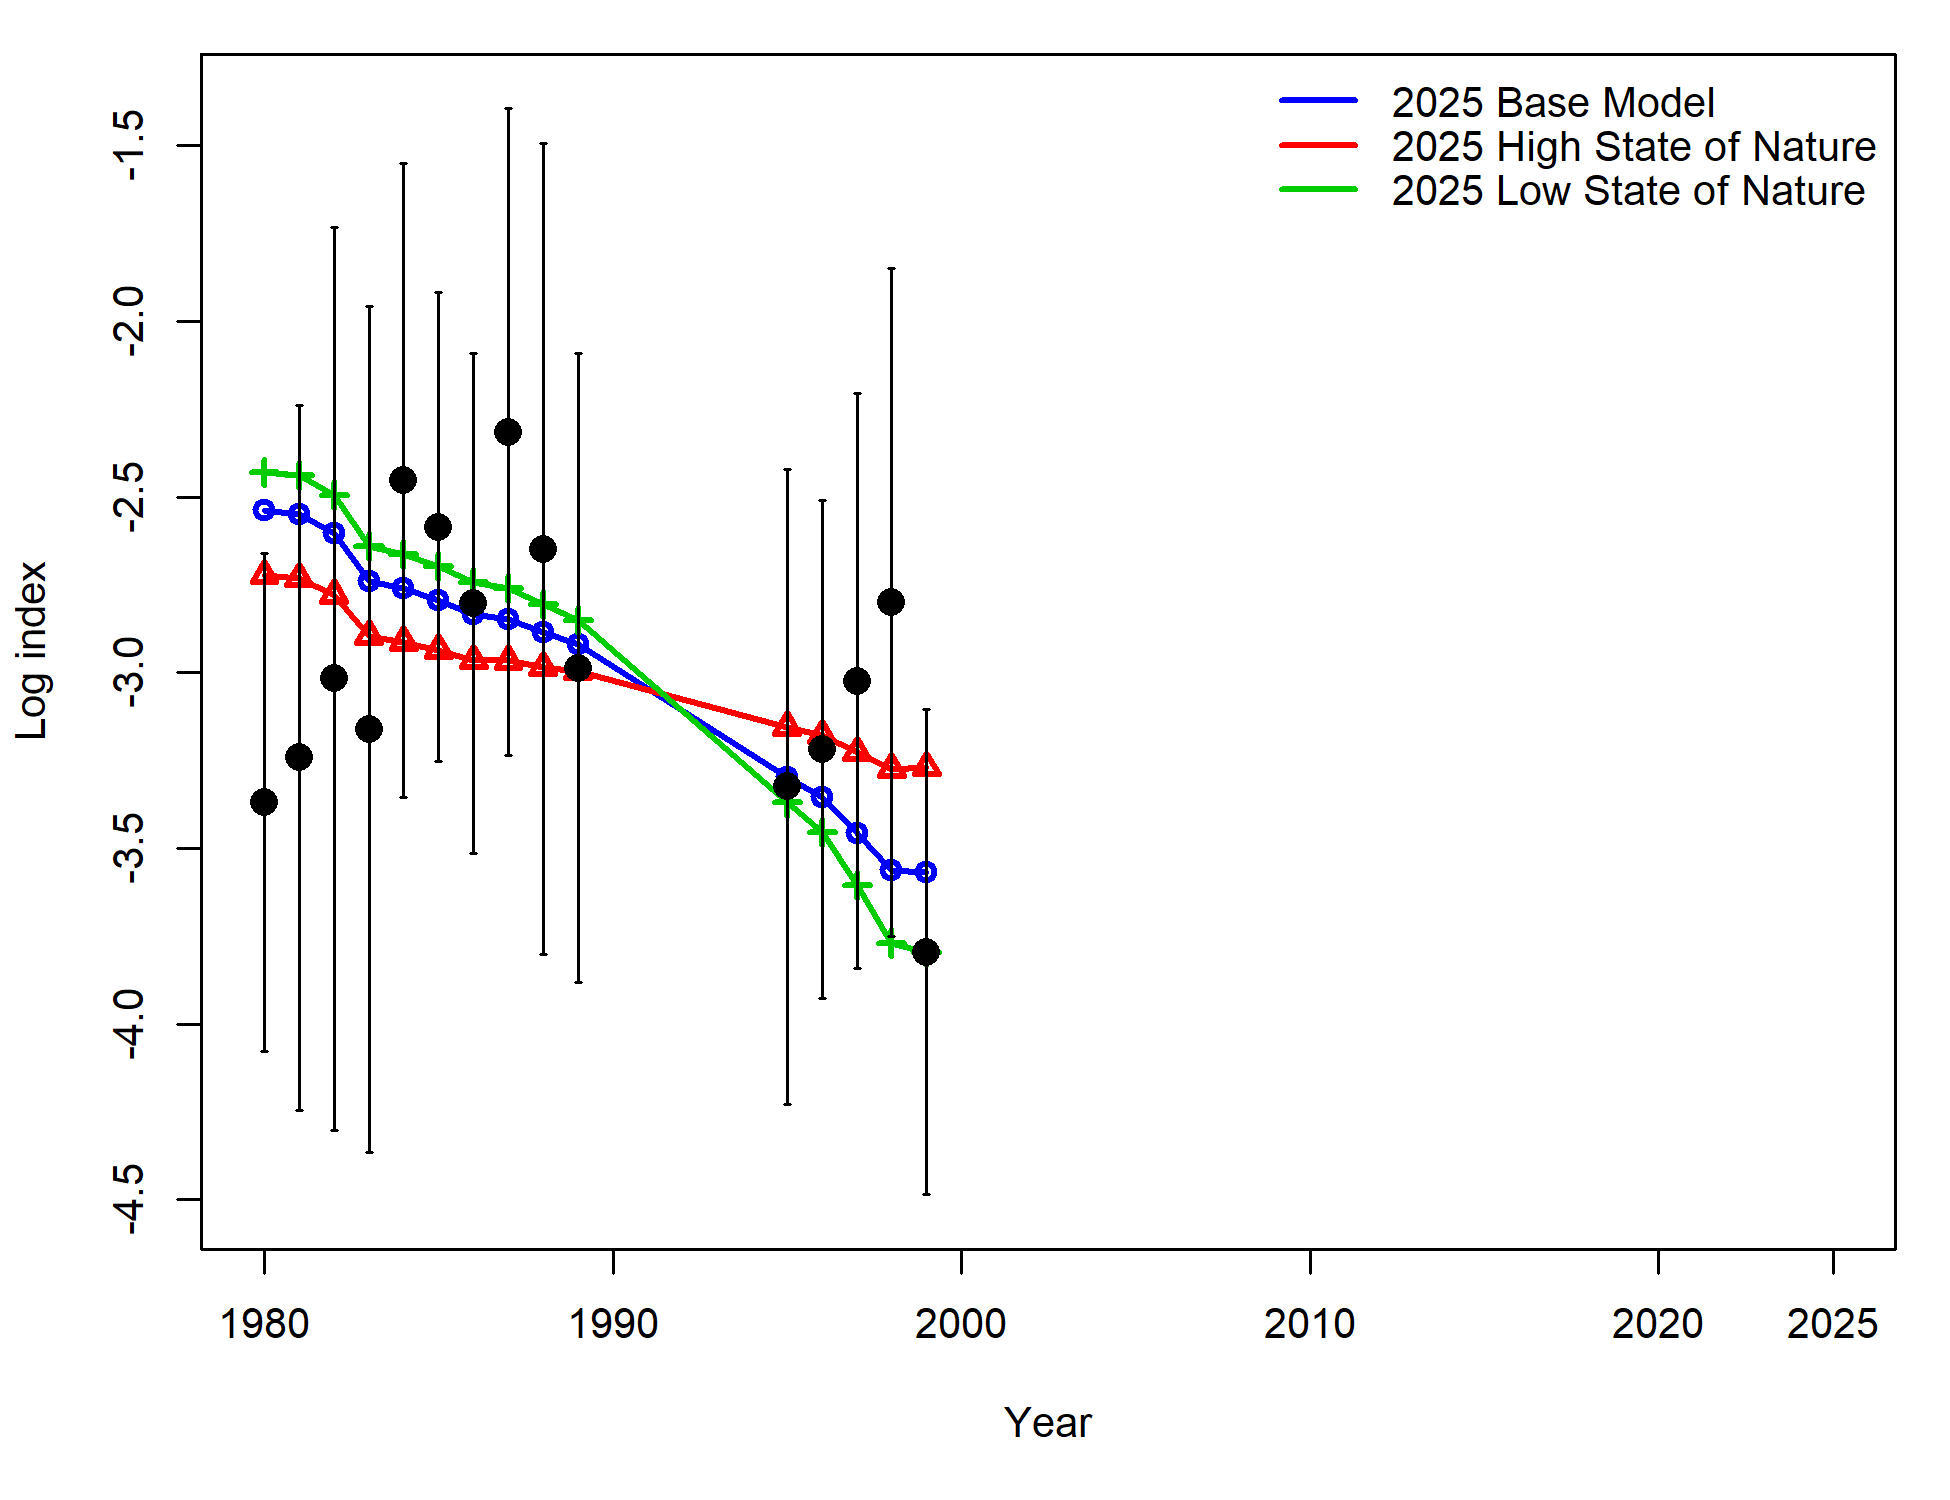 2025 Base Model
2025 High State of Nature
2025 Low State of Nature
Log index
-1.5
-2.0
-2.5
-3.0
-3.5
-4.0
-4.5
1980 1990 2000 2010 2020 2025
Year